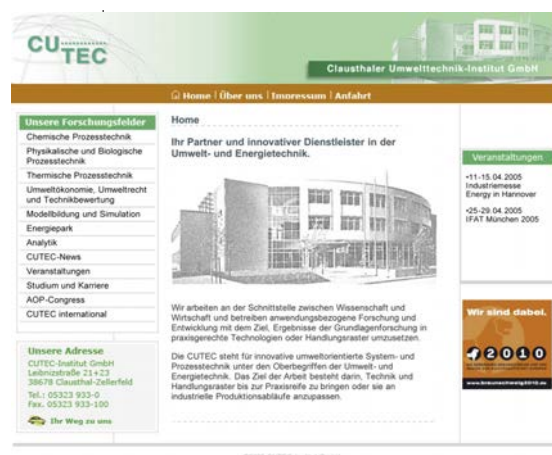 CUTEC
Clausthaler Umwelttechnik-Institut GmbH
Home | Über uns | Impressum | Anfahrt
Unsere Forschungsfelder
Chemische Prozesstechnik
Physikalische und Biologische
Prozesstechnik
Thermische Prozesstechnik
Umweltökonomie, Umweltrecht
und Technikbewertung
Modellbildung und Simulation
Energiepark
Analytik
CUTEC-News
Veranstaltungen
Studium und Karriere
AOP-Congress
CUTEC international
Unsere Adresse
CUTEC-Institut GmbH
Leibnizstraße 21+23
38678 Clausthal-Zellerfeld
Tel.: 05323 933-0
Fax. 05323 933-100
Ihr Weg zu uns
Home
Ihr Partner und innovativer Dienstleister in der
Umwelt- und Energietechnik.
Wir arbeiten an der Schnittstelle zwischen Wissenschaft und
Wirtschaft und betreiben anwendungsbezogene Forschung und
Entwicklung mit dem Ziel, Ergebnisse der Grundlagenforschung in
praxisgerechte Technologien oder Handlungsraster umzusetzen.
Die CUTEC steht für innovative umweltorientierte System- und
Prozesstechnik unter den Oberbegriffen der Umwelt- und
Energietechnik. Das Ziel der Arbeit besteht darin, Technik und
Handlungsraster bis zur Praxisreife zu bringen oder sie an
industrielle Produktionsabläufe anzupassen.
Veranstaltungen
•11-15.04.2005
Industriemesse
Energy in Hannover
•25-29.04.2005
IFAT München 2005
Wir sind dabei.
2010
www.braunschweig2010.eu